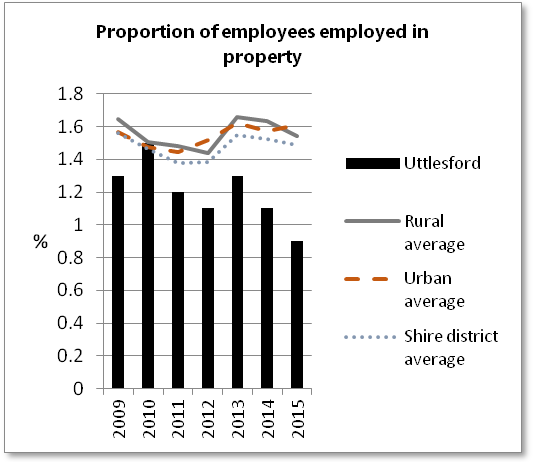 Proportion of employees employed in
property
1.8
1.6
1.4
1.2
1
0.8
0.6
0.4
0.2
0
%
2009
2010
2011
2012
2013
2014
2015
Uttlesford
Rural
average
Urban
average
Shire district
average